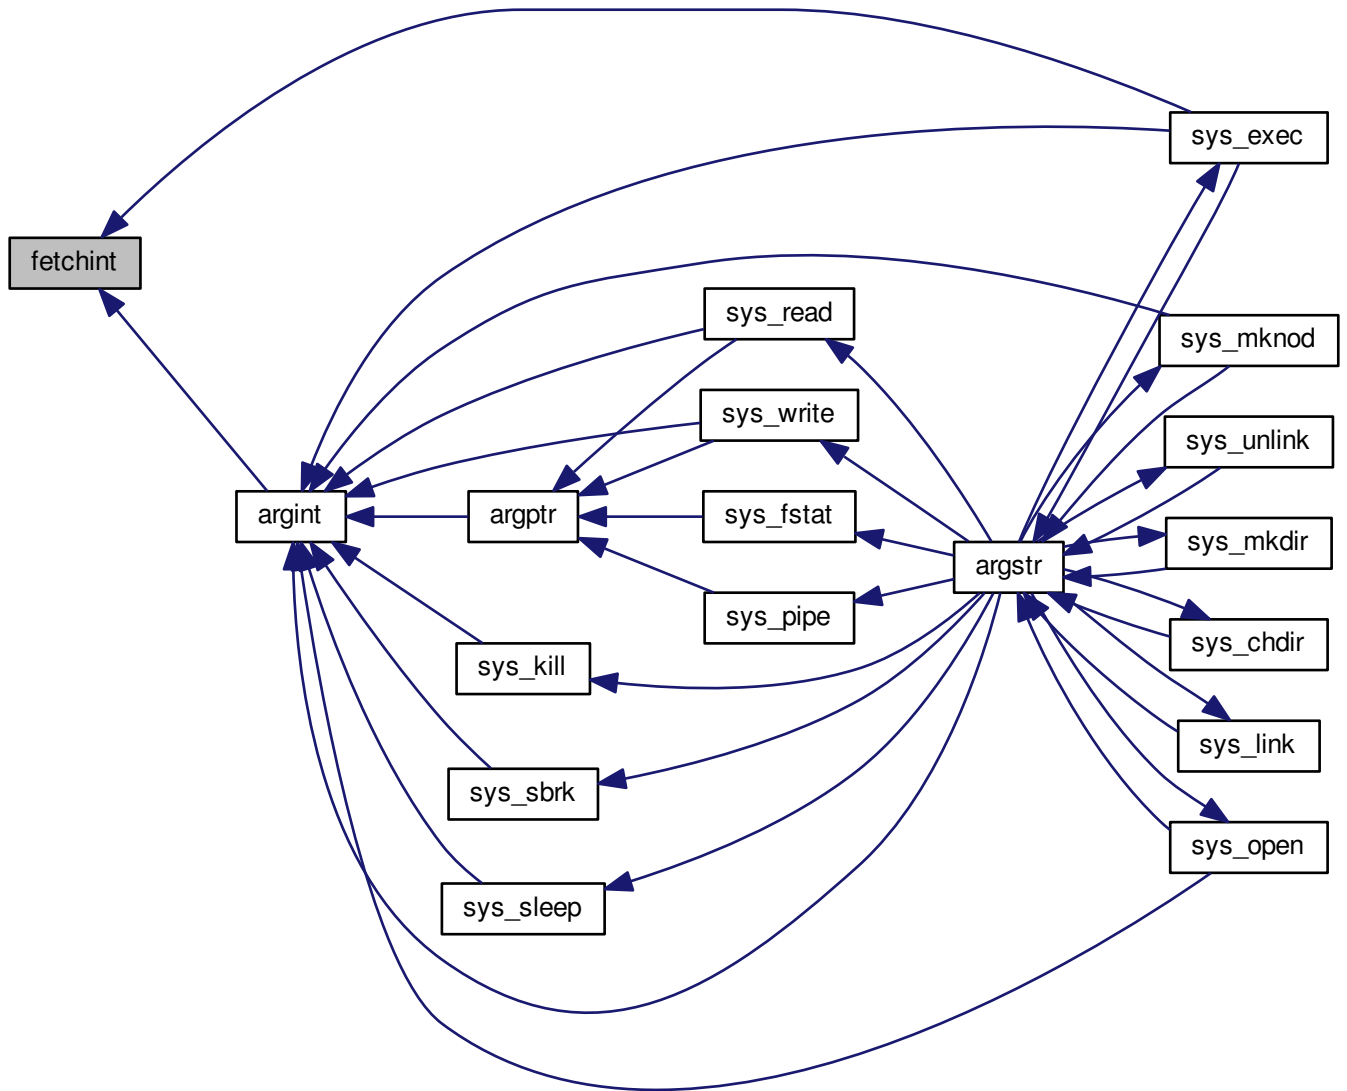 fetchint
argint
argptr
sys_read
sys_write
sys_fstat
sys_pipe
sys_kill
sys_sbrk
sys_sleep
argstr
sys_exec
sys_mknod
sys_unlink
sys_mkdir
sys_chdir
sys_link
sys_open